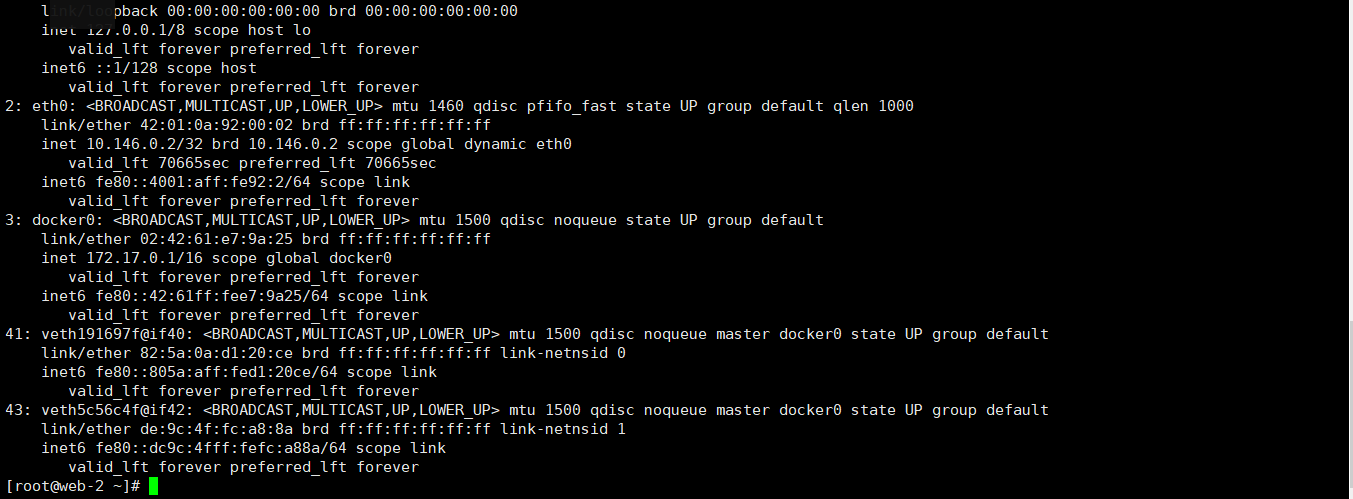 link/loopback 00:00:00:00:00:00 brd 00:00:00:00:00:00
inet 127.0.0.1/8 scope host lo
valid_lft forever preferred_lft forever
inet6 ::1/128 scope host
valid_lft forever preferred_lft forever
2: eth0: <BROADCAST,MULTICAST,UP,LOWER_UP> mtu 1460 qdisc pfifo_fast state UP group default qlen 1000
link/ether 42:01:0a:92:00:02 brd ff:ff:ff:ff:ff:ff
inet 10.146.0.2/32 brd 10.146.0.2 scope global dynamic eth0
valid_lft 70665sec preferred_lft 70665sec
inet6 fe80::4001:aff:fe92:2/64 scope link
valid_lft forever preferred_lft forever
3: docker0: <BROADCAST,MULTICAST,UP,LOWER_UP> mtu 1500 qdisc noqueue state UP group default
link/ether 02:42:61:e7:9a:25 brd ff:ff:ff:ff:ff:ff
inet 172.17.0.1/16 scope global docker0
valid_lft forever preferred_lft forever
inet6 fe80::42:61ff:fee7:9a25/64 scope link
valid_lft forever preferred_lft forever
41: veth191697f@if40: <BROADCAST,MULTICAST,UP,LOWER_UP> mtu 1500 qdisc noqueue master docker0 state UP group default
link/ether 82:5a:0a:d1:20:ce brd ff:ff:ff:ff:ff:ff link-netnsid 0
inet6 fe80::805a:aff:fed1:20ce/64 scope link
valid_lft forever preferred_lft forever
43: veth5c56c4f@if42: <BROADCAST,MULTICAST,UP,LOWER_UP> mtu 1500 qdisc noqueue master docker0 state UP group default
link/ether de:9c:4f:fc:a8:8a brd ff:ff:ff:ff:ff:ff link-netnsid 1
inet6 fe80::dc9c:4fff:fefc:a88a/64 scope link
valid_lft forever preferred_lft forever
[root@web-2 ~]#